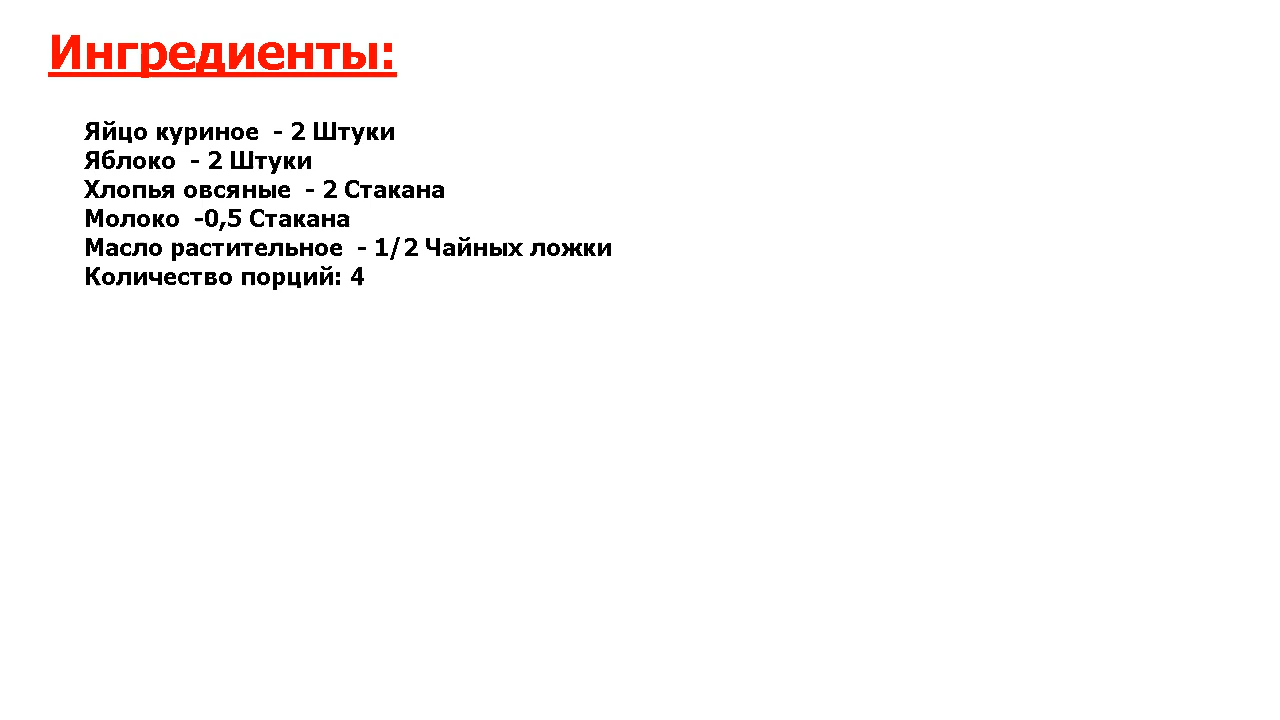 Ингредиенты:
Яйцо куриное  - 2 Штуки
Яблоко  - 2 Штуки
Хлопья овсяные  - 2 Стакана
Молоко  -0,5 Стакана
Масло растительное  - 1/2 Чайных ложки
Количество порций: 4